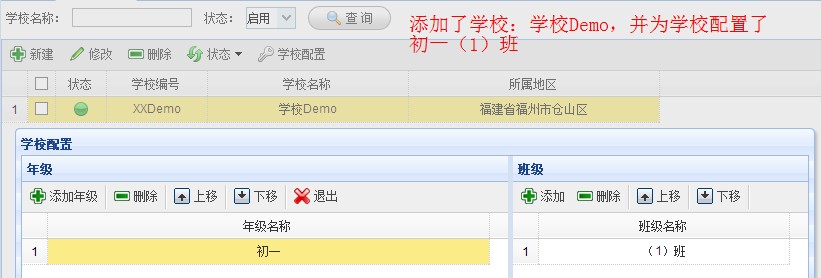 学校名称： 状态： 启用 查 询
添加了学校：学校Demo，并为学校配置了
初一（1）班
新建 修改 删除 状态 学校配置
状态 学校编号 学校名称 所属地区
1 XXDemo 学校Demo 福建省福州市仓山区
学校配置
年级 班级
添加年级 删除 上移 下移 退出 添加 删除 上移 下移
年级名称 班级名称
1 初一 1 （1）班